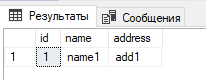 Результаты Сообщения
id name address
1 1 name1 add1